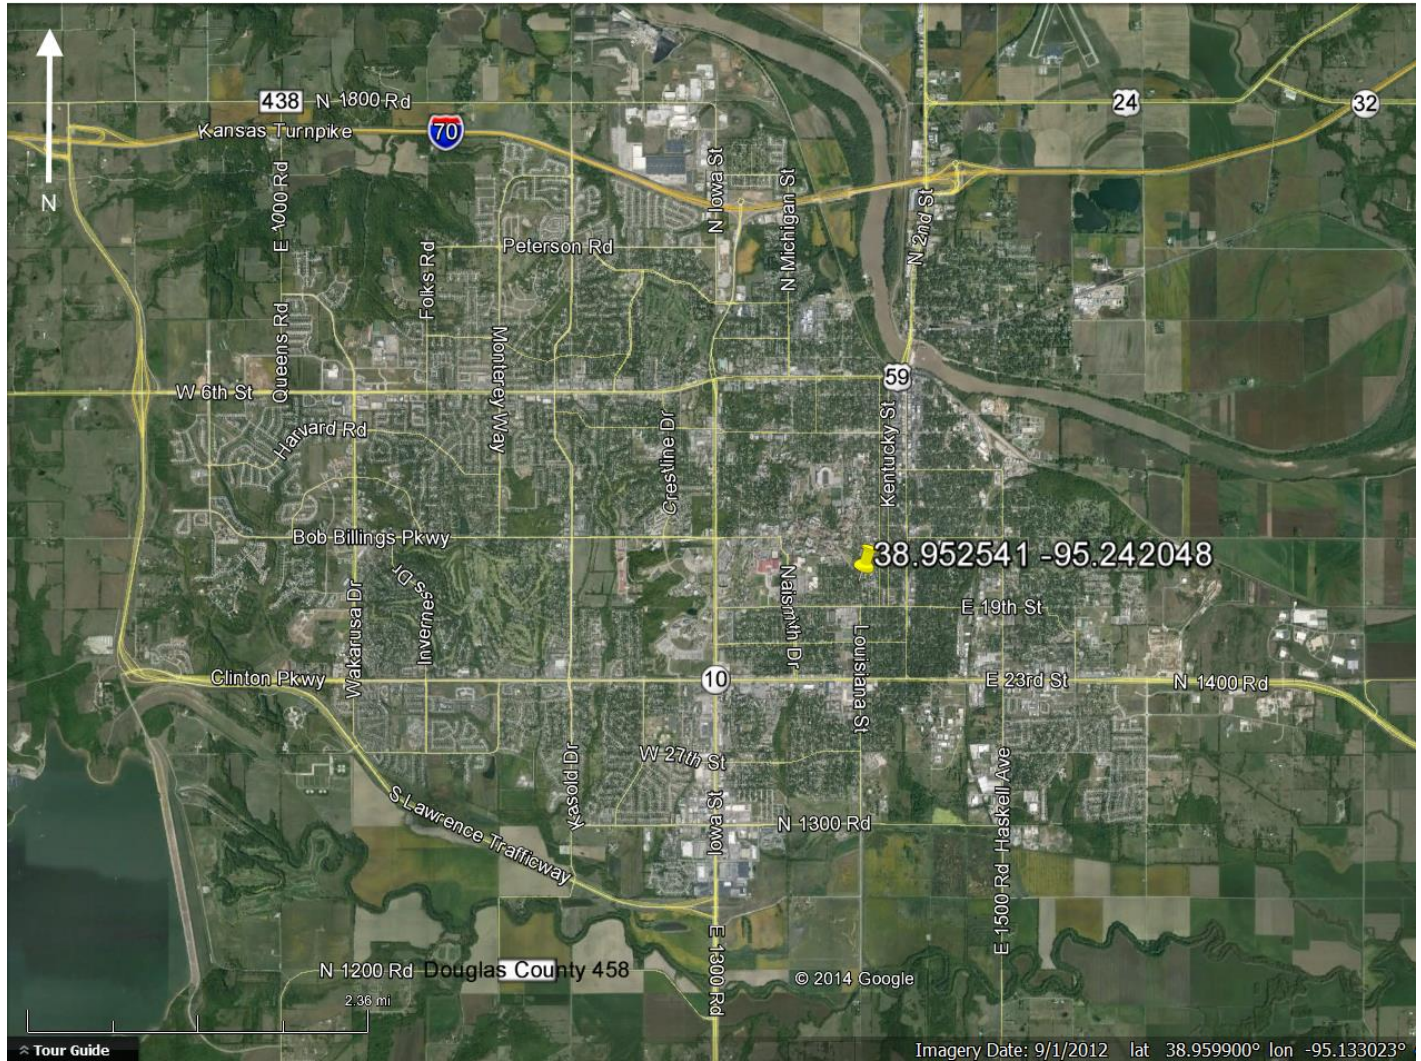 438
N 1800 Rd
24
32
Kansas Turnpike
70
N
E 1000 Rd
N Iowa St
N Michigan St
N 2nd St
Peterson Rd
Folks Rd
Queens Rd
Monterey Way
W 6th St
59
Harvard Rd
Crestline Dr
Kentucky St
Bob Billings Pkwy
38.952541 -95.242048
Inverness Dr
Naismith Dr
Wakarusa Dr
E 19th St
Louisiana St
Clinton Pkwy
10
E 23rd St
N 1400 Rd
W 27th St
Kasold Dr
S Lawrence Trafficway
Iowa St
N 1300 Rd
E 1500 Rd Haskell Ave
E 1300 Rd
N 1200 Rd Douglas County 458
© 2014 Google
2.36 mi
Tour Guide
Imagery Date: 9/1/2012 lat 38.959900° lon -95.133023°